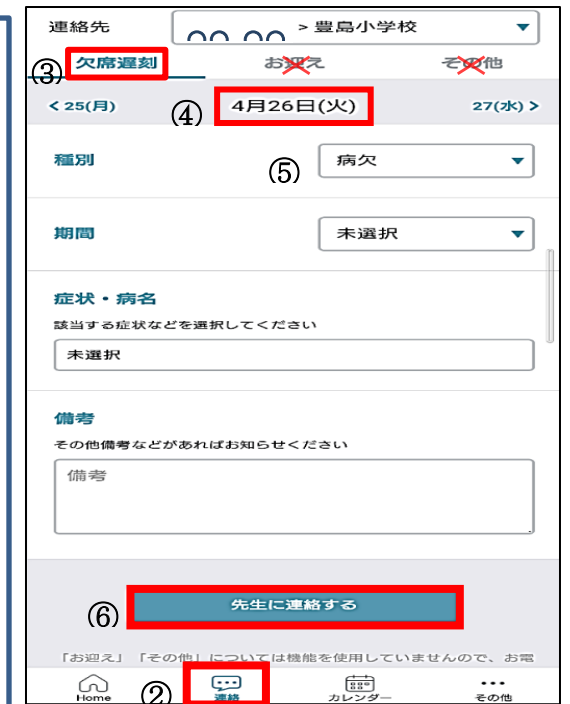 連絡先 > 豊島小学校 ▼
③ 欠席遅刻 お迎え その他
< 25(月) ④ 4月26日(火) 27(水) >
種別 ⑤ 病欠 ▼
期間 未選択 ▼
症状・病名
該当する症状などを選択してください
未選択
備考
その他備考などがあればお知らせください
備考
⑥ 先生に連絡する
「お迎え」「その他」については機能を使用していませんので、お電
② 
Home 連絡 カレンダー その他